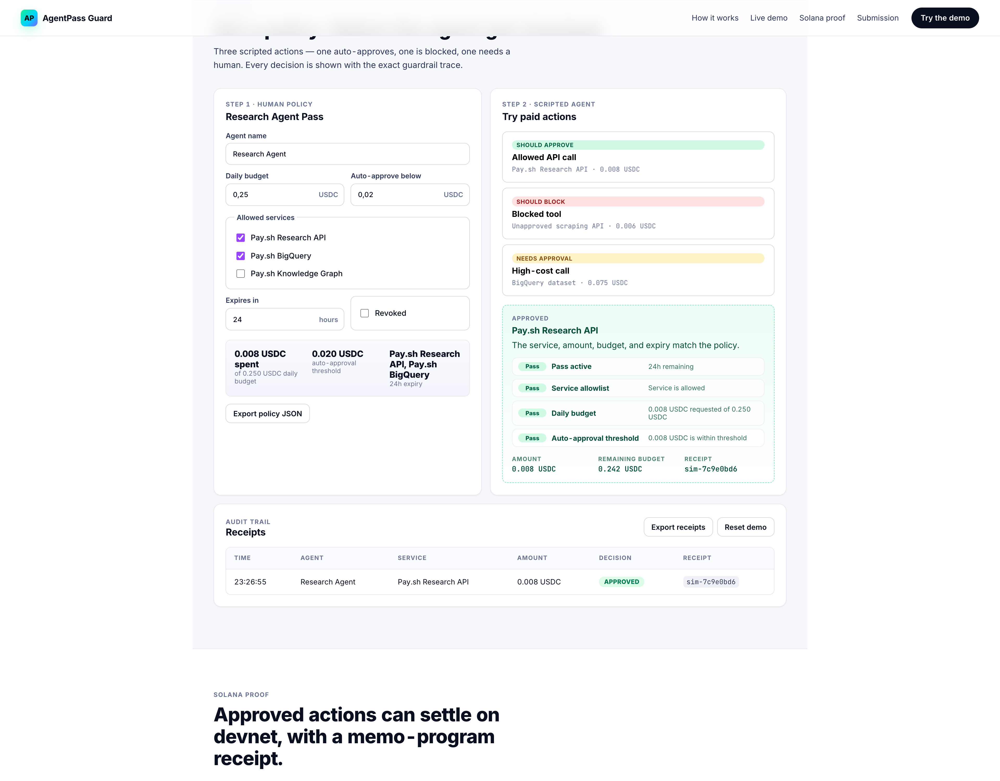 AP AgentPass Guard
How it works Live demo Solana proof Submission Try the demo
Three scripted actions — one auto-approves, one is blocked, one needs a
human. Every decision is shown with the exact guardrail trace.
STEP 1 · HUMAN POLICY
Research Agent Pass
Agent name
Research Agent
Daily budget Auto-approve below
0,25 USDC 0,02 USDC
Allowed services
Pay.sh Research API
Pay.sh BigQuery
Pay.sh Knowledge Graph
Expires in
24 hours
Revoked
0.008 USDC
spent
of 0.250 USDC daily
budget
0.020 USDC
auto-approval
threshold
Pay.sh Research
API, Pay.sh
BigQuery
24h expiry
Export policy JSON
STEP 2 · SCRIPTED AGENT
Try paid actions
SHOULD APPROVE
Allowed API call
Pay.sh Research API · 0.008 USDC
SHOULD BLOCK
Blocked tool
Unapproved scraping API · 0.006 USDC
NEEDS APPROVAL
High-cost call
BigQuery dataset · 0.075 USDC
APPROVED
Pay.sh Research API
The service, amount, budget, and expiry match the policy.
Pass Pass active 24h remaining
Pass Service allowlist Service is allowed
Pass Daily budget 0.008 USDC requested of 0.250
USDC
Pass Auto-approval threshold 0.008 USDC is within threshold
AMOUNT REMAINING BUDGET RECEIPT
0.008 USDC 0.242 USDC sim-7c9e0bd6
AUDIT TRAIL
Receipts
Export receipts Reset demo
TIME AGENT SERVICE AMOUNT DECISION RECEIPT
23:26:55 Research Agent Pay.sh Research API 0.008 USDC APPROVED sim-7c9e0bd6
SOLANA PROOF
Approved actions can settle on
devnet, with a memo-program
receipt.